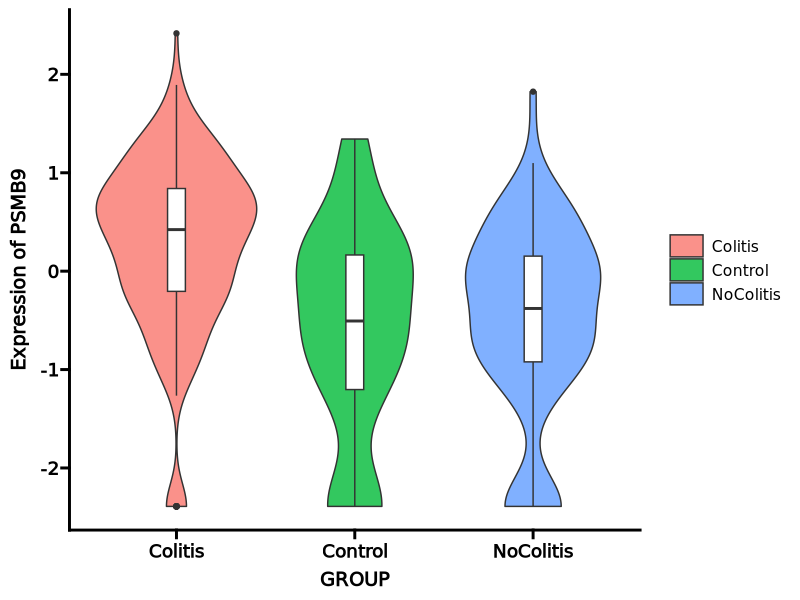 Expression of PSMB9
2
1
0
-1
-2
Colitis
Control
NoColitis
GROUP
Colitis
Control
NoColitis